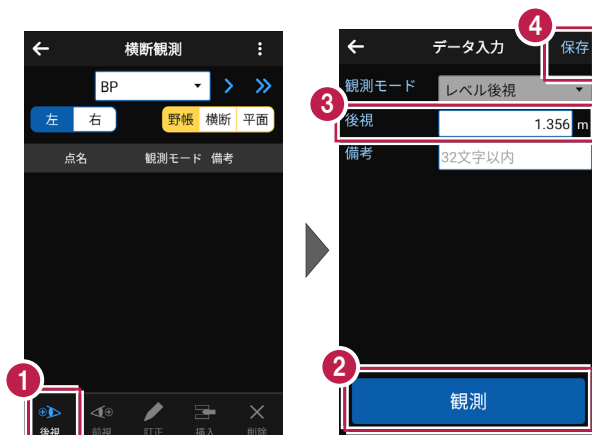 横断観測
BP
左 右 野帳 横断 平面
点名 観測モード 備考
1
後視 前視 訂正 挿入 削除
4
データ入力 保存
観測モード レベル後視
3
後視 1.356 m
備考 32文字以内
2
観測